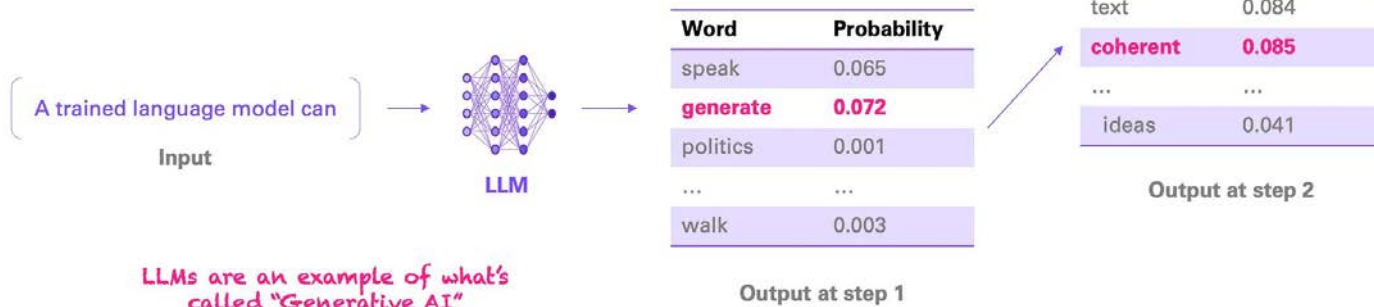 A trained language model can
Input
LLM
LLMs are an example of what's
called "Generative AI"
Word Probability
speak 0.065
generate 0.072
politics 0.001
... ...
walk 0.003
Output at step 1
text 0.084
coherent 0.085
... ...
ideas 0.041
Output at step 2